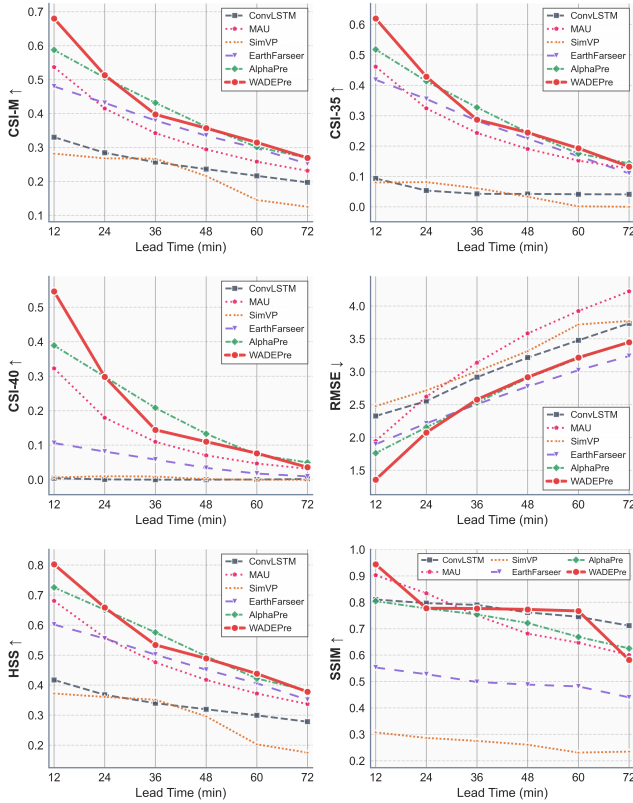 CSI-M ↑
0.7
0.6
0.5
0.4
0.3
0.2
0.1
ConvLSTM
MAU
SimVP
EarthFarseer
AlphaPre
WADEPre
12 24 36 48 60 72
Lead Time (min)
CSI-35 ↑
0.6
0.5
0.4
0.3
0.2
0.1
0.0
ConvLSTM
MAU
SimVP
EarthFarseer
AlphaPre
WADEPre
12 24 36 48 60 72
Lead Time (min)
CSI-40 ↑
0.5
0.4
0.3
0.2
0.1
0.0
ConvLSTM
MAU
SimVP
EarthFarseer
AlphaPre
WADEPre
12 24 36 48 60 72
Lead Time (min)
RMSE ↓
4.0
3.5
3.0
2.5
2.0
1.5
ConvLSTM
MAU
SimVP
EarthFarseer
AlphaPre
WADEPre
12 24 36 48 60 72
Lead Time (min)
HSS ↑
0.8
0.7
0.6
0.5
0.4
0.3
0.2
ConvLSTM
MAU
SimVP
EarthFarseer
AlphaPre
WADEPre
12 24 36 48 60 72
Lead Time (min)
SSIM ↑
1.0
0.9
0.8
0.7
0.6
0.5
0.4
0.3
0.2
ConvLSTM SimVP AlphaPre
MAU EarthFarseer WADEPre
12 24 36 48 60 72
Lead Time (min)